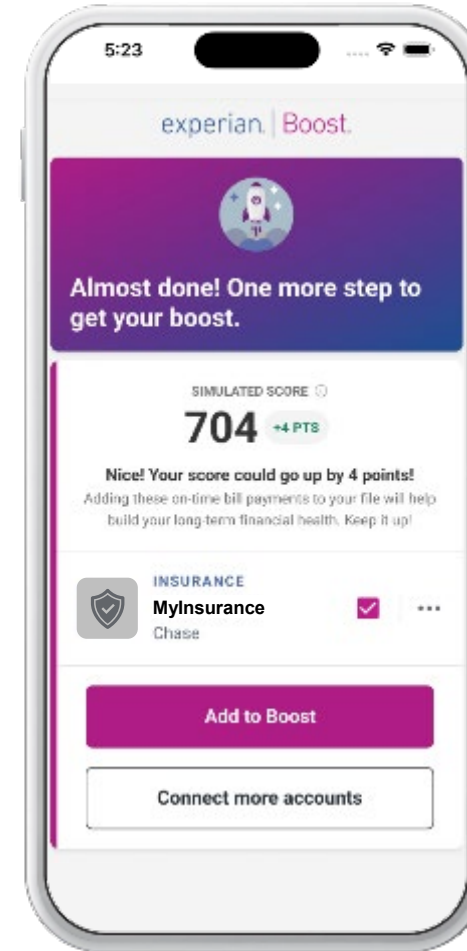 5:23
experian. | Boost.
Almost done! One more step to
get your boost.
SIMULATED SCORE
704 +4 PTS
Nice! Your score could go up by 4 points!
Adding these on-time bill payments to your file will help
build your long-term financial health. Keep it up!
INSURANCE
MyInsurance
Chase
Add to Boost
Connect more accounts